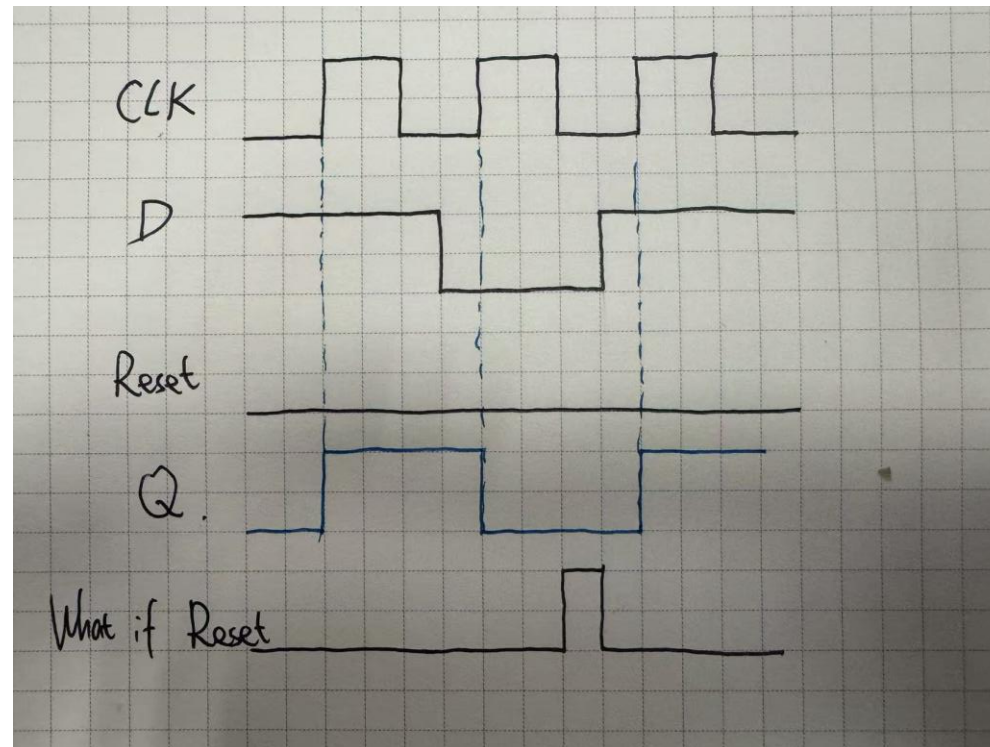 CLK
D
Reset
Q.
What if Reset